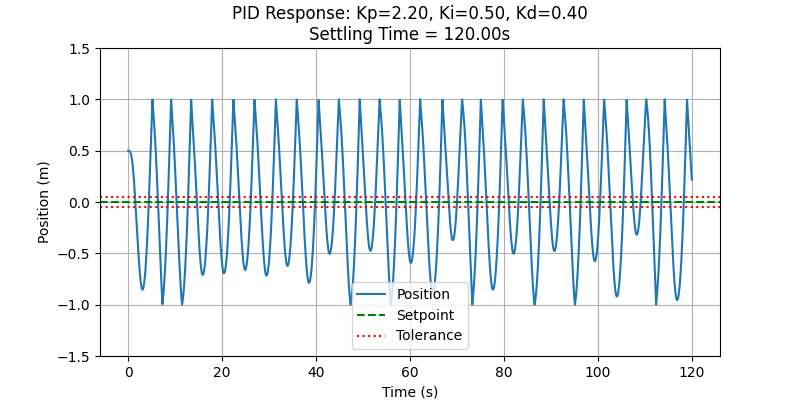 PID Response: Kp=2.20, Ki=0.50, Kd=0.40
Settling Time = 120.00s
1.5
1.0
0.5
0.0
−0.5
−1.0
−1.5
Position (m)
Position
Setpoint
Tolerance
0
20
40
60
80
100
120
Time (s)